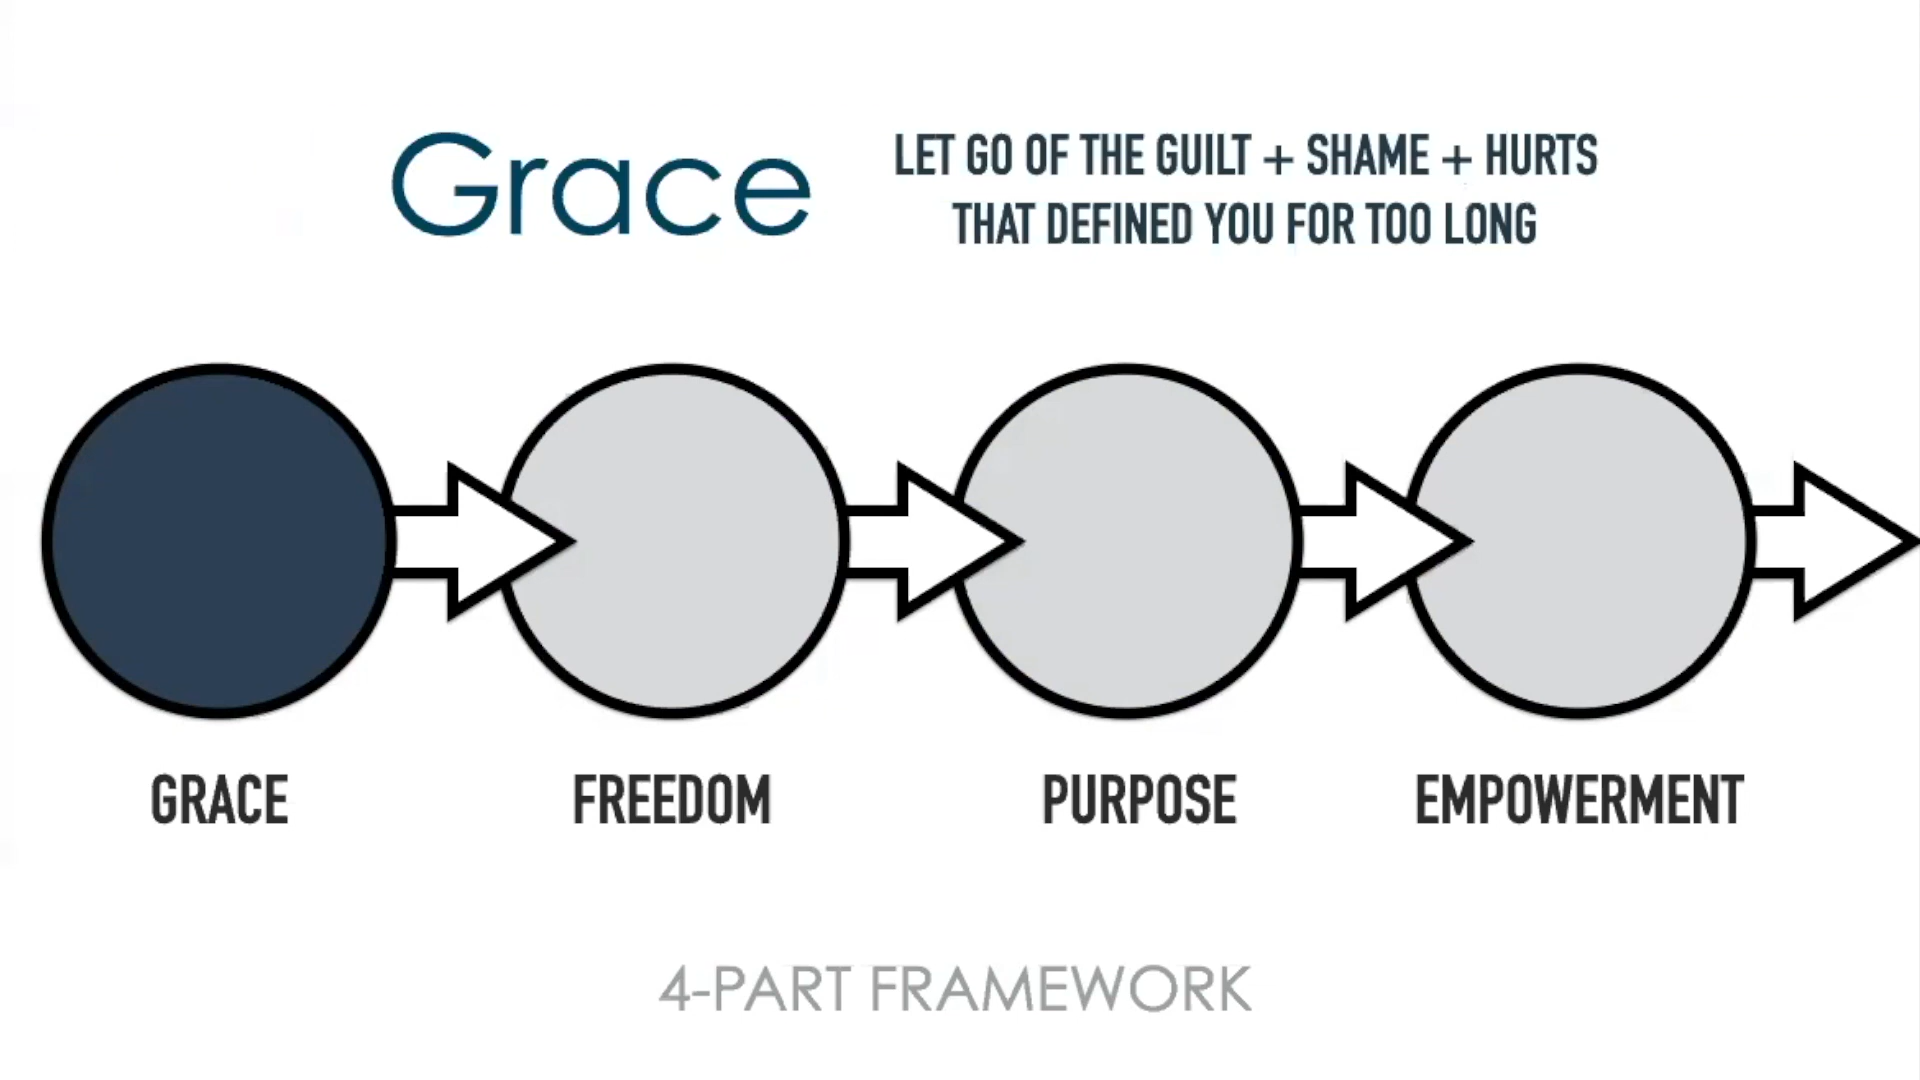 Grace
LET GO OF THE GUILT + SHAME + HURTS
THAT DEFINED YOU FOR TOO LONG
GRACE
FREEDOM
PURPOSE
EMPOWERMENT
4-PART FRAMEWORK